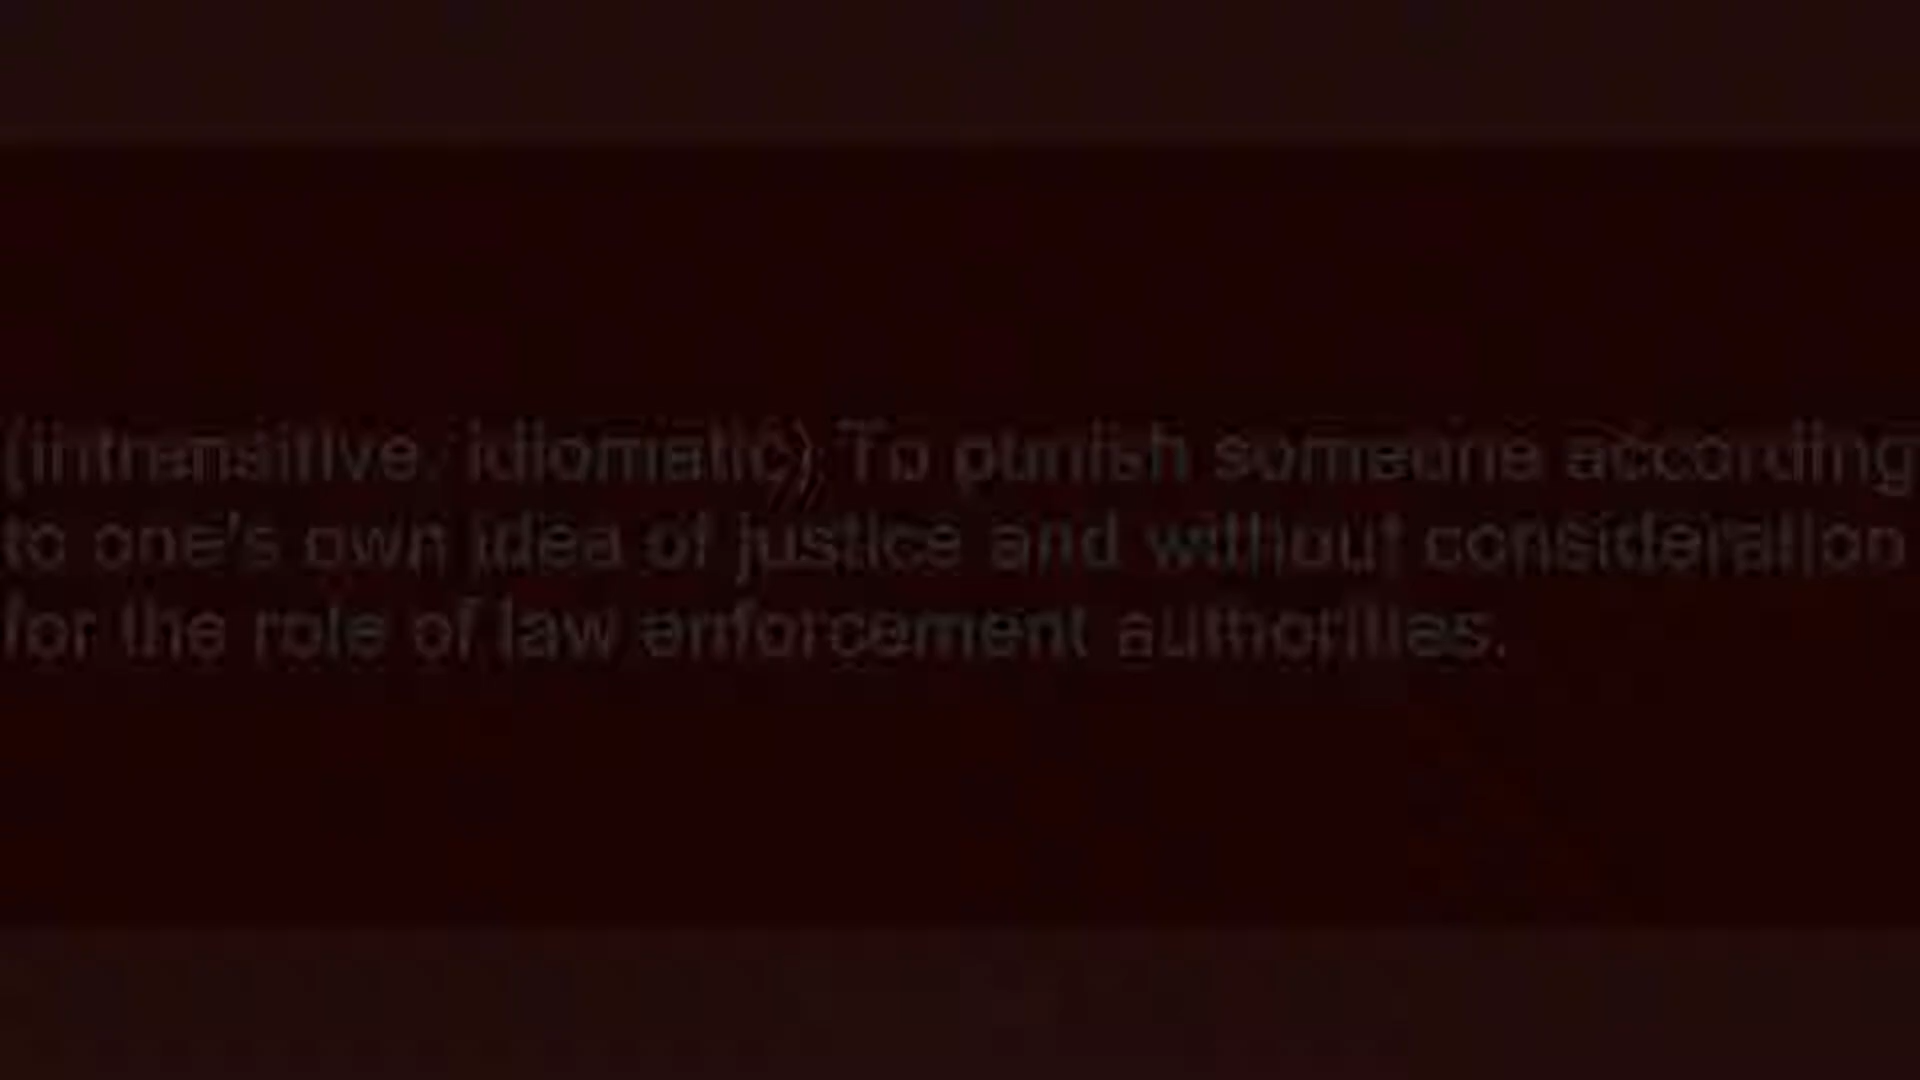 (intransitive, idiomatic) To punish someone according
to one's own idea of justice and without consideration
for the role of law enforcement authorities.